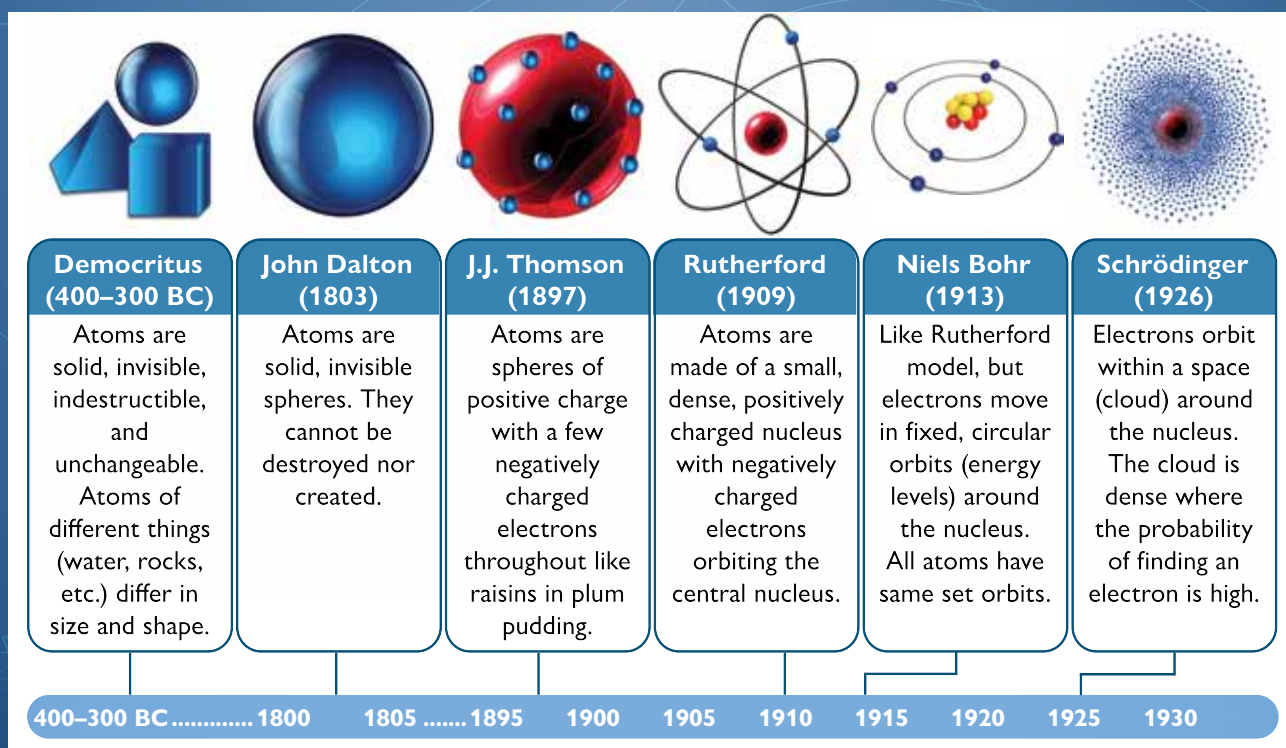 Democritus
(400–300 BC)
Atoms are
solid, invisible,
indestructible,
and
unchangeable.
Atoms of
different things
(water, rocks,
etc.) differ in
size and shape.
John Dalton
(1803)
Atoms are
solid, invisible
spheres. They
cannot be
destroyed nor
created.
J.J. Thomson
(1897)
Atoms are
spheres of
positive charge
with a few
negatively
charged
electrons
throughout like
raisins in plum
pudding.
Rutherford
(1909)
Atoms are
made of a small,
dense, positively
charged nucleus
with negatively
charged
electrons
orbiting the
central nucleus.
Niels Bohr
(1913)
Like Rutherford
model, but
electrons move
in fixed, circular
orbits (energy
levels) around
the nucleus.
All atoms have
same set orbits.
Schrödinger
(1926)
Electrons orbit
within a space
(cloud) around
the nucleus.
The cloud is
dense where
the probability
of finding an
electron is high.
400–300 BC.............1800 1805 .......1895 1900 1905 1910 1915 1920 1925 1930